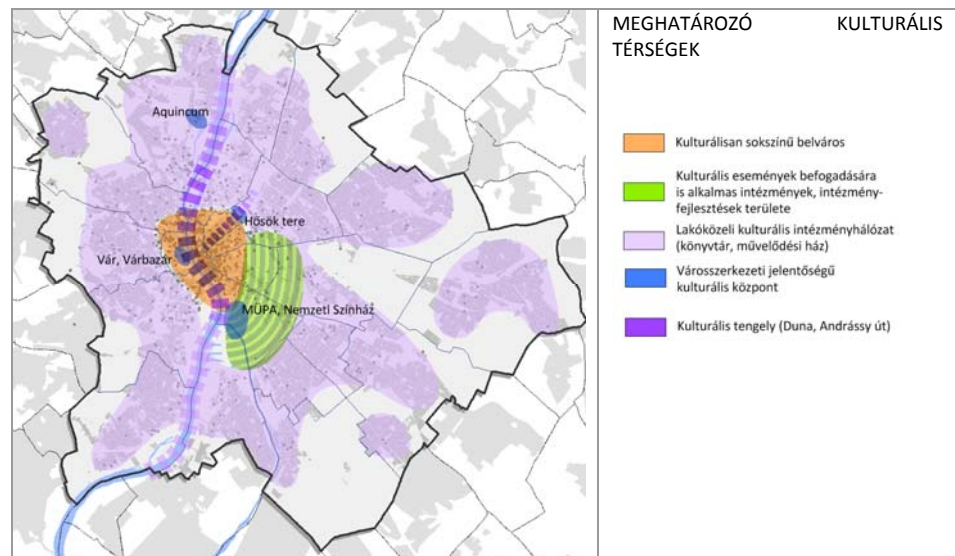 MEGHATÁROZÓ KULTURÁLIS
TÉRSÉGEK
Aquincum
Hősök tere
Vár, Várbazár
MÜPA, Nemzeti Színház
Kulturálisan sokszínű belváros
Kulturális események befogadására
is alkalmas intézmények, intézmény-
fejlesztések területe
Lakóközeli kulturális intézményhálózat
(könyvtár, művelődési ház)
Városszerkezeti jelentőségű
kulturális központ
Kulturális tengely (Duna, Andrássy út)